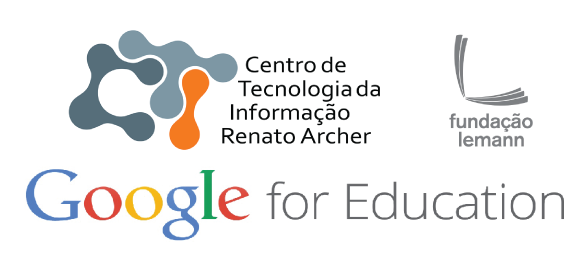 Centro de
Tecnologia da
Informação
Renato Archer
fundação
lemann
Google for Education